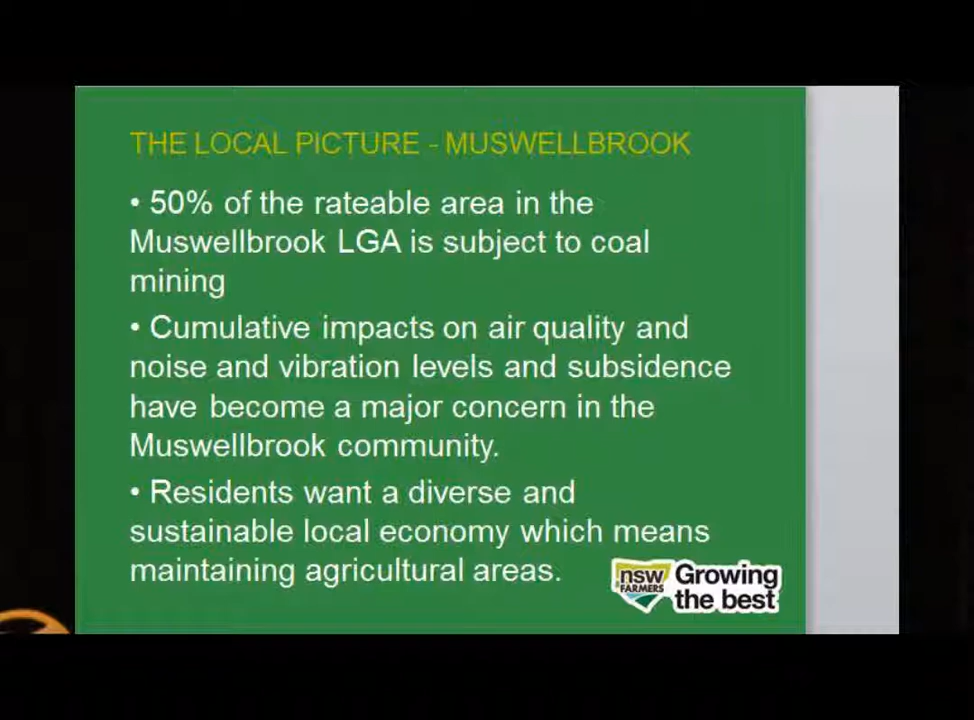 THE LOCAL PICTURE - MUSWELLBROOK
• 50% of the rateable area in the
Muswellbrook LGA is subject to coal
mining
• Cumulative impacts on air quality and
noise and vibration levels and subsidence
have become a major concern in the
Muswellbrook community.
• Residents want a diverse and
sustainable local economy which means
maintaining agricultural areas.
nsw
FARMERS
Growing
the best